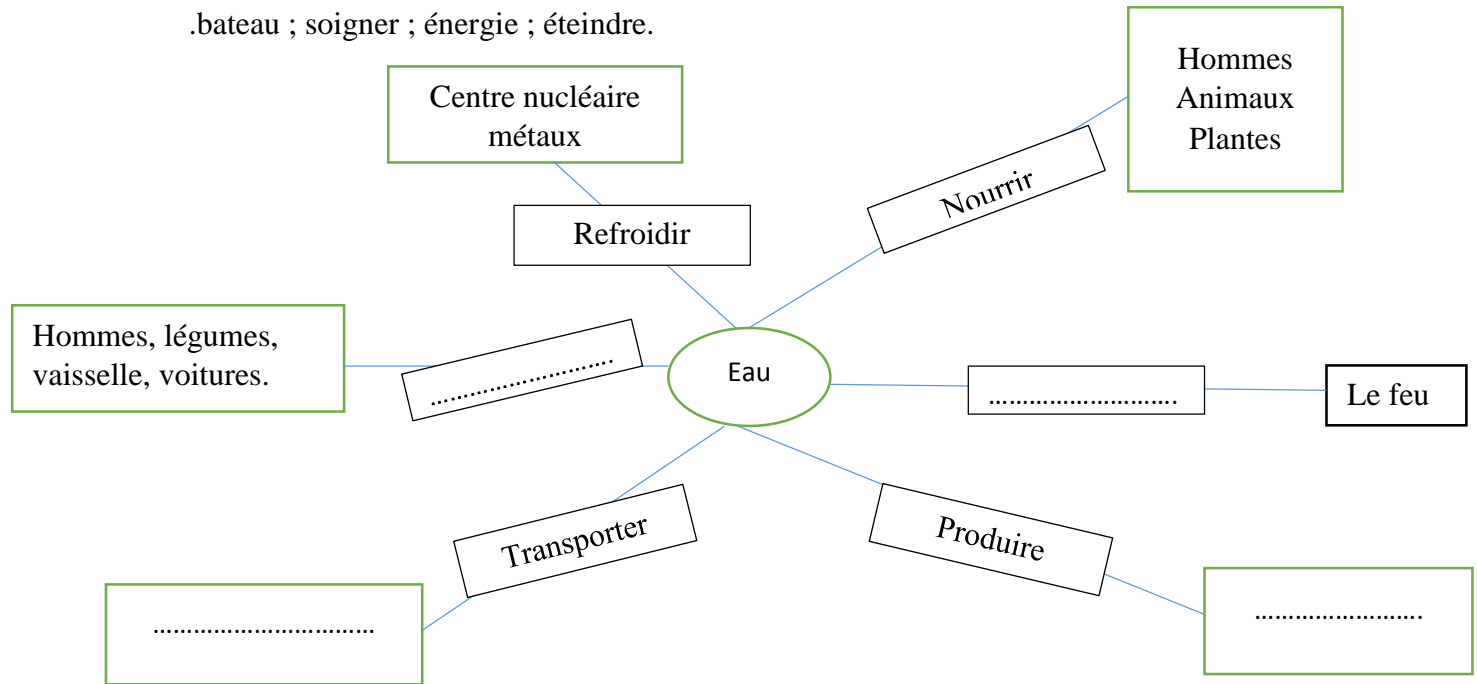 .bateau ; soigner ; énergie ; éteindre.
Centre nucléaire
métaux
Hommes
Animaux
Plantes
Nourrir
Refroidir
Hommes, légumes,
vaisselle, voitures.
………………………
Eau
……………………….
Le feu
Transporter
Produire
……………………………
…………………….